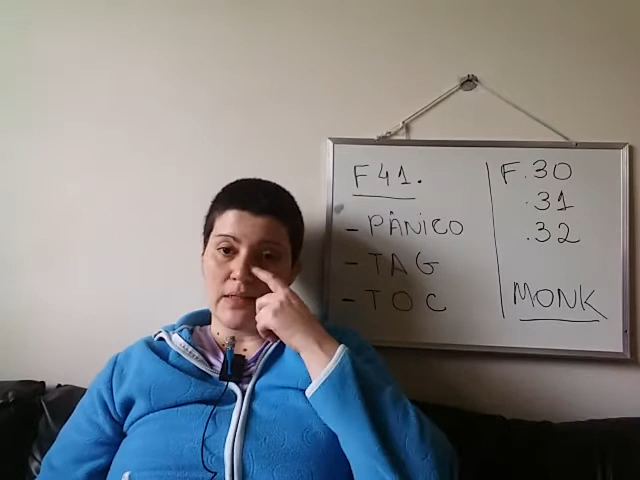 F41.
- PÂNICO
- TAG
- TOC
F.30
.31
.32
MONK